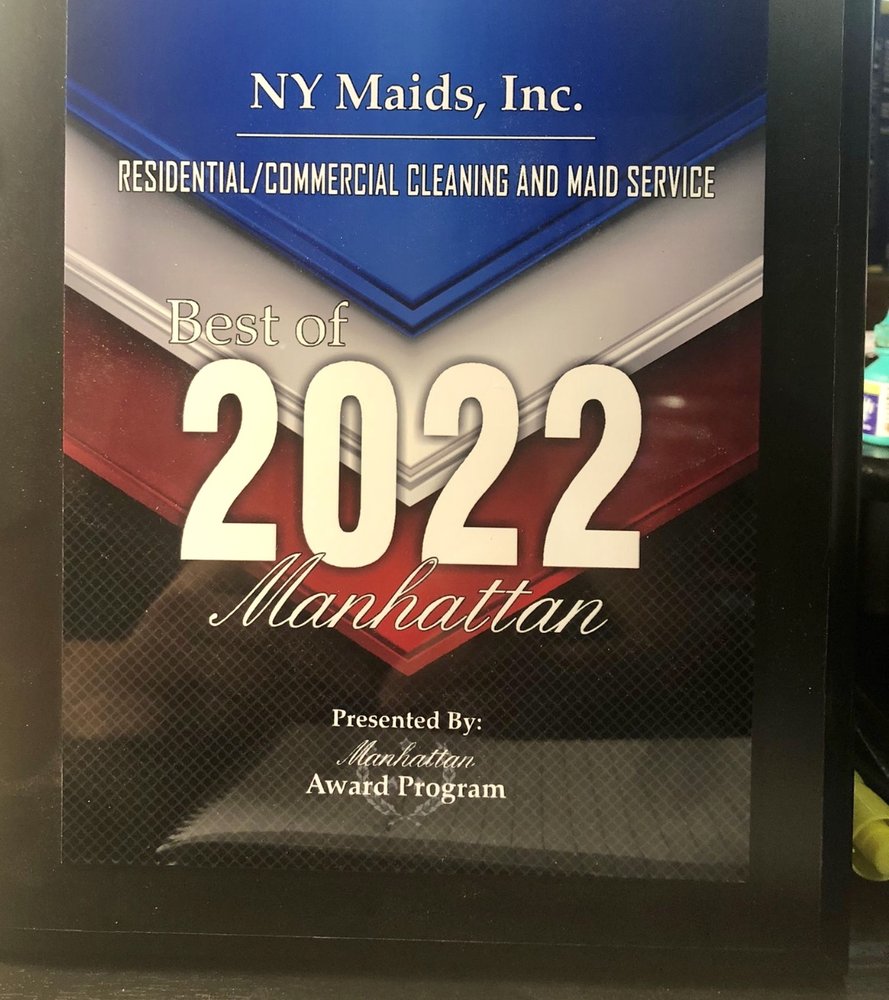 NY Maids, Inc.
RESIDENTIAL/COMMERCIAL CLEANING AND MAID SERVICE
Best of
2022
Manhattan
Presented By:
Manhattan
Award Program